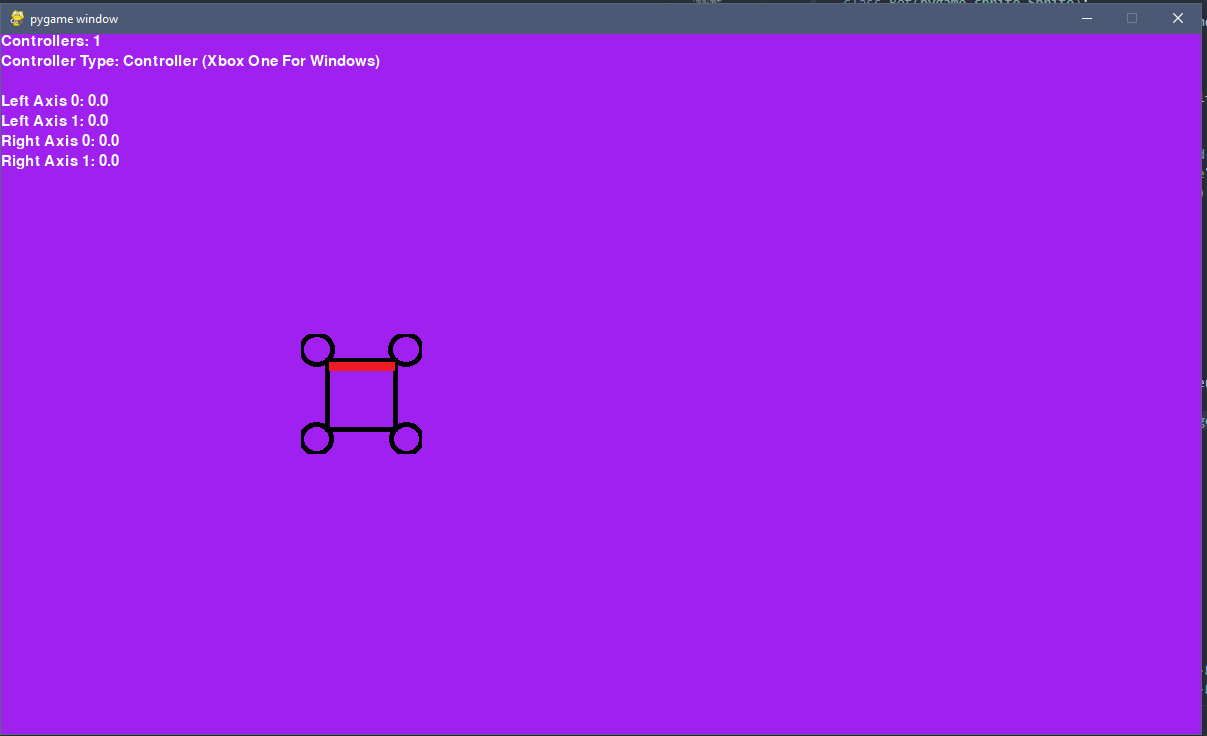 pygame window
Controllers: 1
Controller Type: Controller (Xbox One For Windows)
Left Axis 0: 0.0
Left Axis 1: 0.0
Right Axis 0: 0.0
Right Axis 1: 0.0